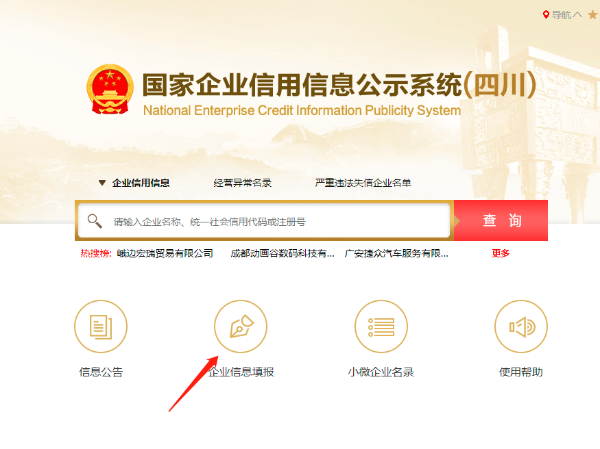 导航
国家企业信用信息公示系统(四川)
National Enterprise Credit Information Publicity System
企业信用信息 经营异常名录 严重违法失信企业名单
请输入企业名称、统一社会信用代码或注册号 查 询
热搜榜: 峨边宏瑞贸易有限公司 成都动画谷数码科技有... 广安捷众汽车服务有限... 更多
信息公告 企业信息填报 小微企业名录 使用帮助